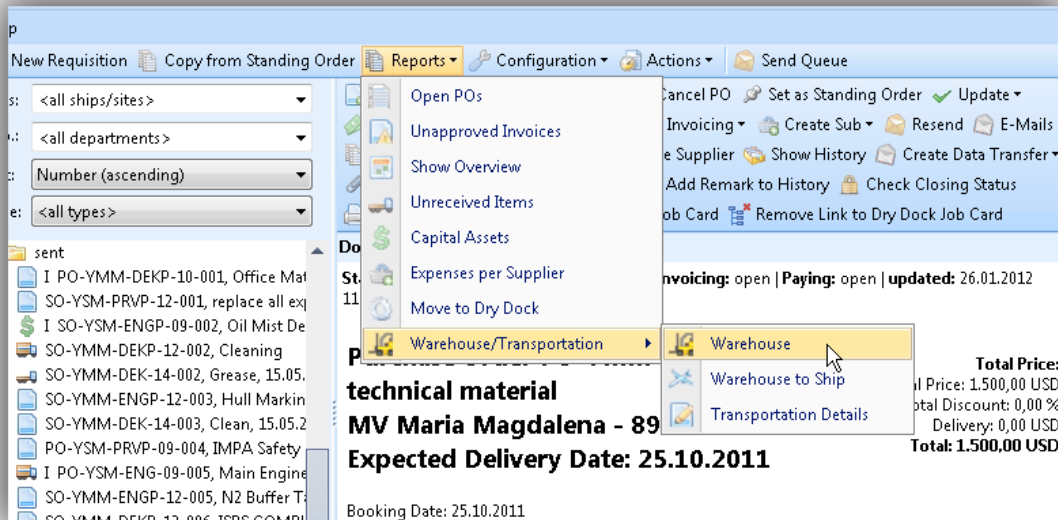 New Requisition Copy from Standing Order Reports Configuration Actions Send Queue
<all ships/sites>
<all departments>
Number (ascending)
<all types>
sent
I PO-YMM-DEKP-10-001, Office Mat
SO-YSM-PRVP-12-001, replace all exp
I SO-YSM-ENGP-09-002, Oil Mist De
SO-YMM-DEKP-12-002, Cleaning
SO-YMM-DEK-14-002, Grease, 15.05.
SO-YMM-ENGP-12-003, Hull Markin
SO-YMM-DEK-14-003, Clean, 15.05.2
PO-YSM-PRVP-09-004, IMPA Safety
I PO-YSM-ENG-09-005, Main Engine
SO-YMM-ENGP-12-005, N2 Buffer T
Open POs
Unapproved Invoices
Show Overview
Unreceived Items
Capital Assets
Expenses per Supplier
Move to Dry Dock
Warehouse/Transportation
Warehouse
Warehouse to Ship
Transportation Details
Cancel PO Set as Standing Order Update
Invoicing Create Sub Resend E-Mails
e Supplier Show History Create Data Transfer
Add Remark to History Check Closing Status
ob Card Remove Link to Dry Dock Job Card
Do
St
nvoicing: open | Paying: open | updated: 26.01.2012
11
technical material
MV Maria Magdalena - 89
Expected Delivery Date: 25.10.2011
Booking Date: 25.10.2011
Total Price:
l Price: 1.500,00 USD
otal Discount: 0,00 %
Delivery: 0,00 USD
Total: 1.500,00 USD